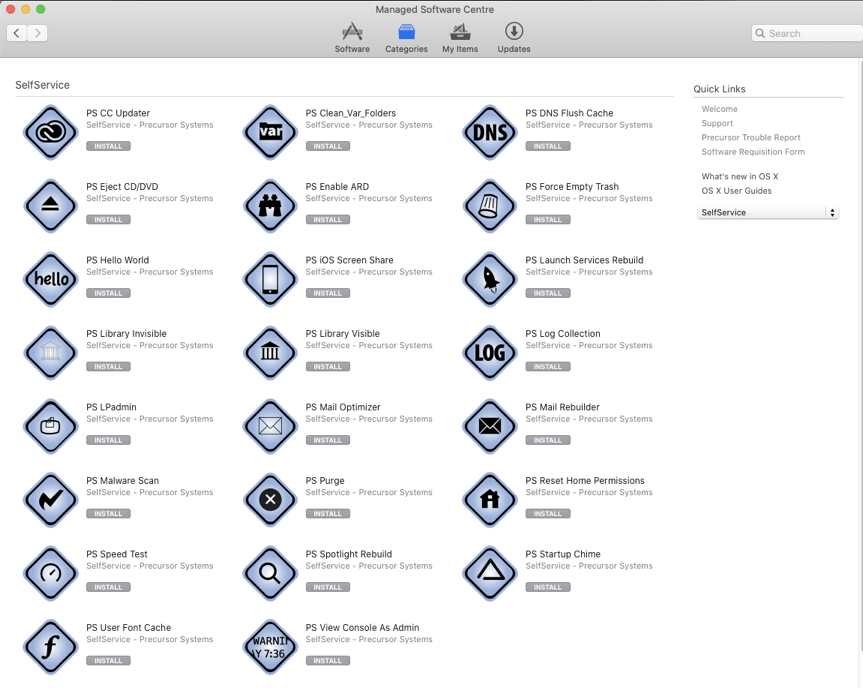 Managed Software Centre
Software
Categories
My Items
Updates
Search
SelfService
PS CC Updater
SelfService - Precursor Systems
INSTALL
var
PS Clean_Var_Folders
SelfService - Precursor Systems
INSTALL
DNS
PS DNS Flush Cache
SelfService - Precursor Systems
INSTALL
PS Eject CD/DVD
SelfService - Precursor Systems
INSTALL
PS Enable ARD
SelfService - Precursor Systems
INSTALL
PS Force Empty Trash
SelfService - Precursor Systems
INSTALL
hello
PS Hello World
SelfService - Precursor Systems
INSTALL
PS iOS Screen Share
SelfService - Precursor Systems
INSTALL
PS Launch Services Rebuild
SelfService - Precursor Systems
INSTALL
PS Library Invisible
SelfService - Precursor Systems
INSTALL
PS Library Visible
SelfService - Precursor Systems
INSTALL
LOG
PS Log Collection
SelfService - Precursor Systems
INSTALL
PS LPadmin
SelfService - Precursor Systems
INSTALL
PS Mail Optimizer
SelfService - Precursor Systems
INSTALL
PS Mail Rebuilder
SelfService - Precursor Systems
INSTALL
PS Malware Scan
SelfService - Precursor Systems
INSTALL
PS Purge
SelfService - Precursor Systems
INSTALL
PS Reset Home Permissions
SelfService - Precursor Systems
INSTALL
PS Speed Test
SelfService - Precursor Systems
INSTALL
PS Spotlight Rebuild
SelfService - Precursor Systems
INSTALL
PS Startup Chime
SelfService - Precursor Systems
INSTALL
f
PS User Font Cache
SelfService - Precursor Systems
INSTALL
WARNI
Y 7:36
PS View Console As Admin
SelfService - Precursor Systems
INSTALL
Quick Links
Welcome
Support
Precursor Trouble Report
Software Requisition Form
What's new in OS X
OS X User Guides
SelfService